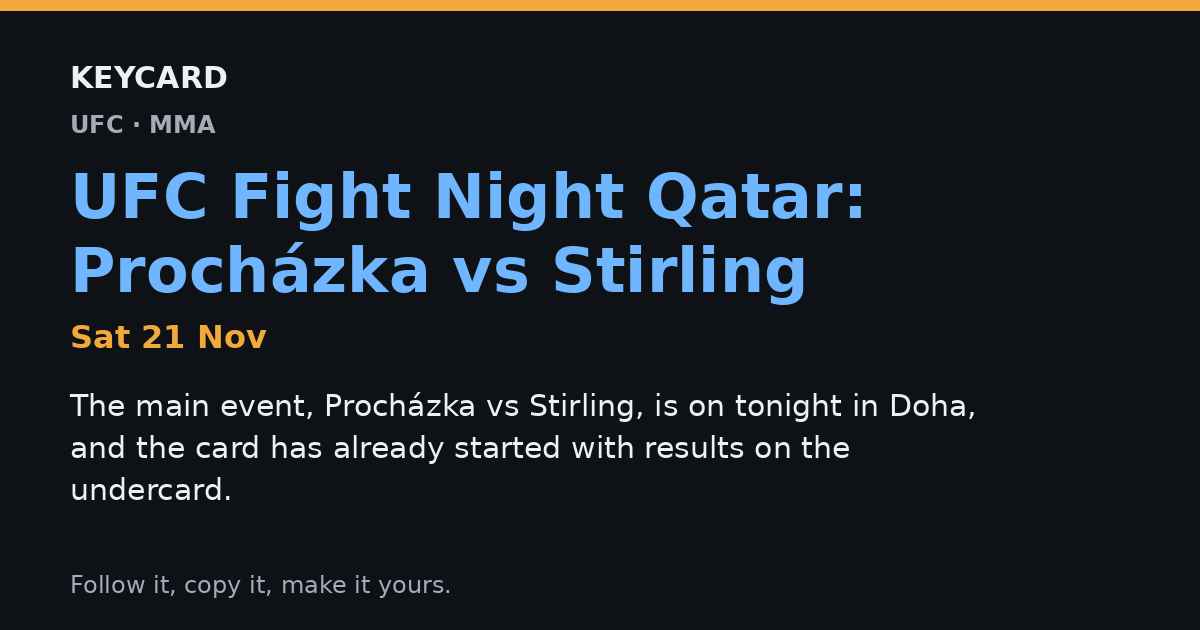 KEYCARD
UFC · MMA
UFC Fight Night Qatar:
Procházka vs Stirling
Sat 21 Nov
The main event, Procházka vs Stirling, is on tonight in Doha,
and the card has already started with results on the
undercard.
Follow it, copy it, make it yours.